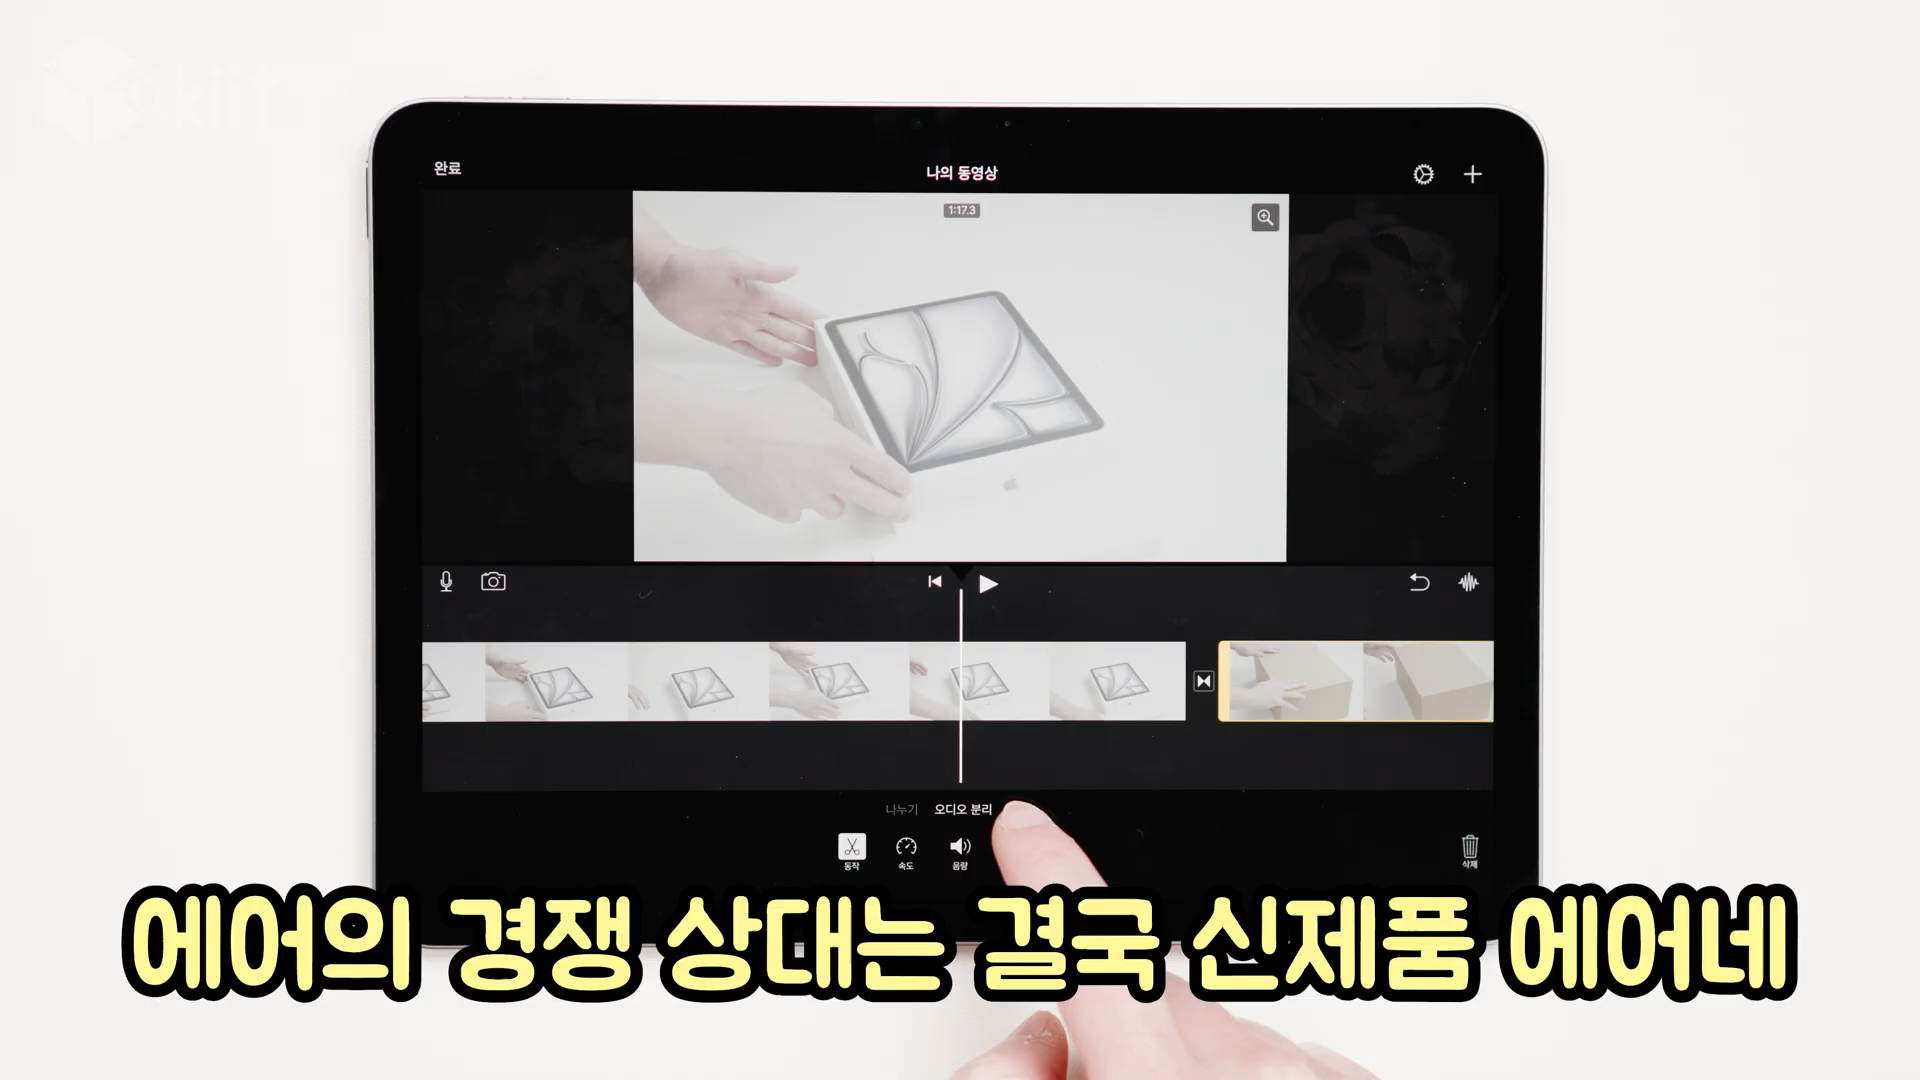 kiit
완료
나의 동영상
1:17.3
나누기 오디오 분리
동작 속도 음량 삭제
에어의 경쟁 상대는 결국 신제품 에어네